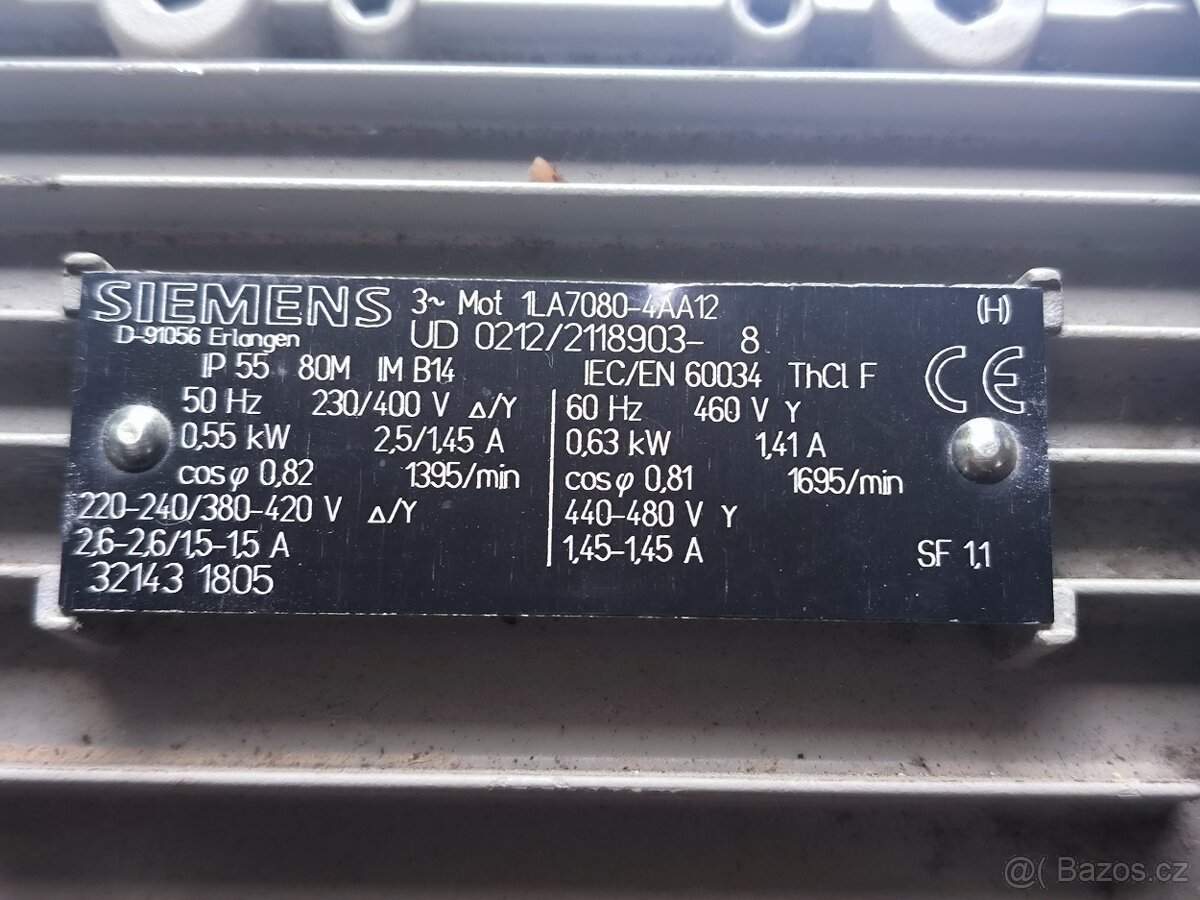 SIEMENS 3~ Mot 1LA7080-4AA12 (H)
D-91056 Erlangen UD 0212/2118903- 8
IP 55 80M IM B14 IEC/EN 60034 ThCl F CE
50 Hz 230/400 V Δ/Y 60 Hz 460 V Y
0,55 kW 2,5/1,45 A 0,63 kW 1,41 A
cos φ 0,82 1395/min cos φ 0,81 1695/min
220-240/380-420 V Δ/Y 440-480 V Y
2,6-2,6/1,5-1,5 A 1,45-1,45 A SF 1,1
32143 1805
@( Bazos.cz